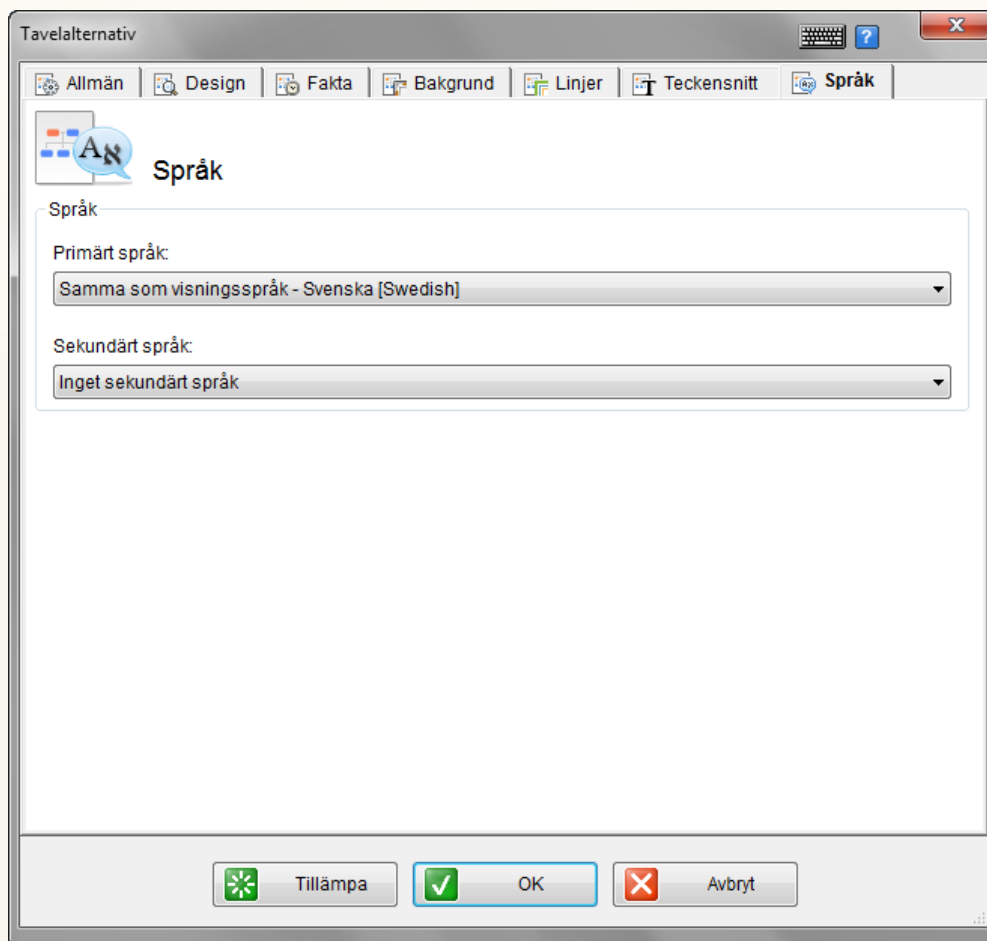 Tavelalternativ
Allmän Design Fakta Bakgrund Linjer Teckensnitt Språk
Språk
Språk
Primärt språk:
Samma som visningsspråk - Svenska [Swedish]
Sekundärt språk:
Inget sekundärt språk
Tillämpa OK Avbryt